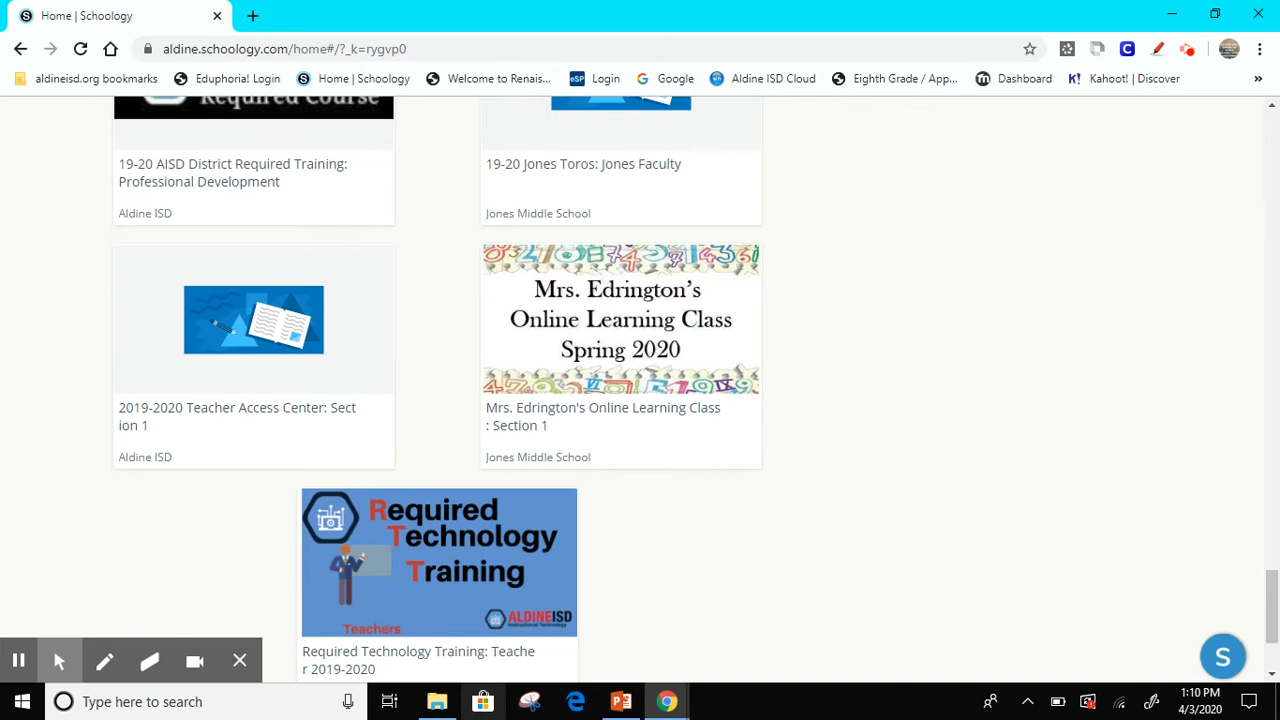 Home | Schoology
aldine.schoology.com/home#/?_k=rygvp0
aldineisd.org bookmarks
Eduphoria! Login
Home | Schoology
Welcome to Renais...
eSP
Login
Google
Aldine ISD Cloud
Eighth Grade / App...
Dashboard
K! Kahoot! | Discover
»
Required Course
19-20 AISD District Required Training:
Professional Development
Aldine ISD
19-20 Jones Toros: Jones Faculty
Jones Middle School
2019-2020 Teacher Access Center: Sect
ion 1
Aldine ISD
Mrs. Edrington's
Online Learning Class
Spring 2020
Mrs. Edrington's Online Learning Class
: Section 1
Jones Middle School
Required
Technology
Training
Teachers
ALDINEISD
Instructional Technology
Required Technology Training: Teache
r 2019-2020
S
Type here to search
1:10 PM
4/3/2020